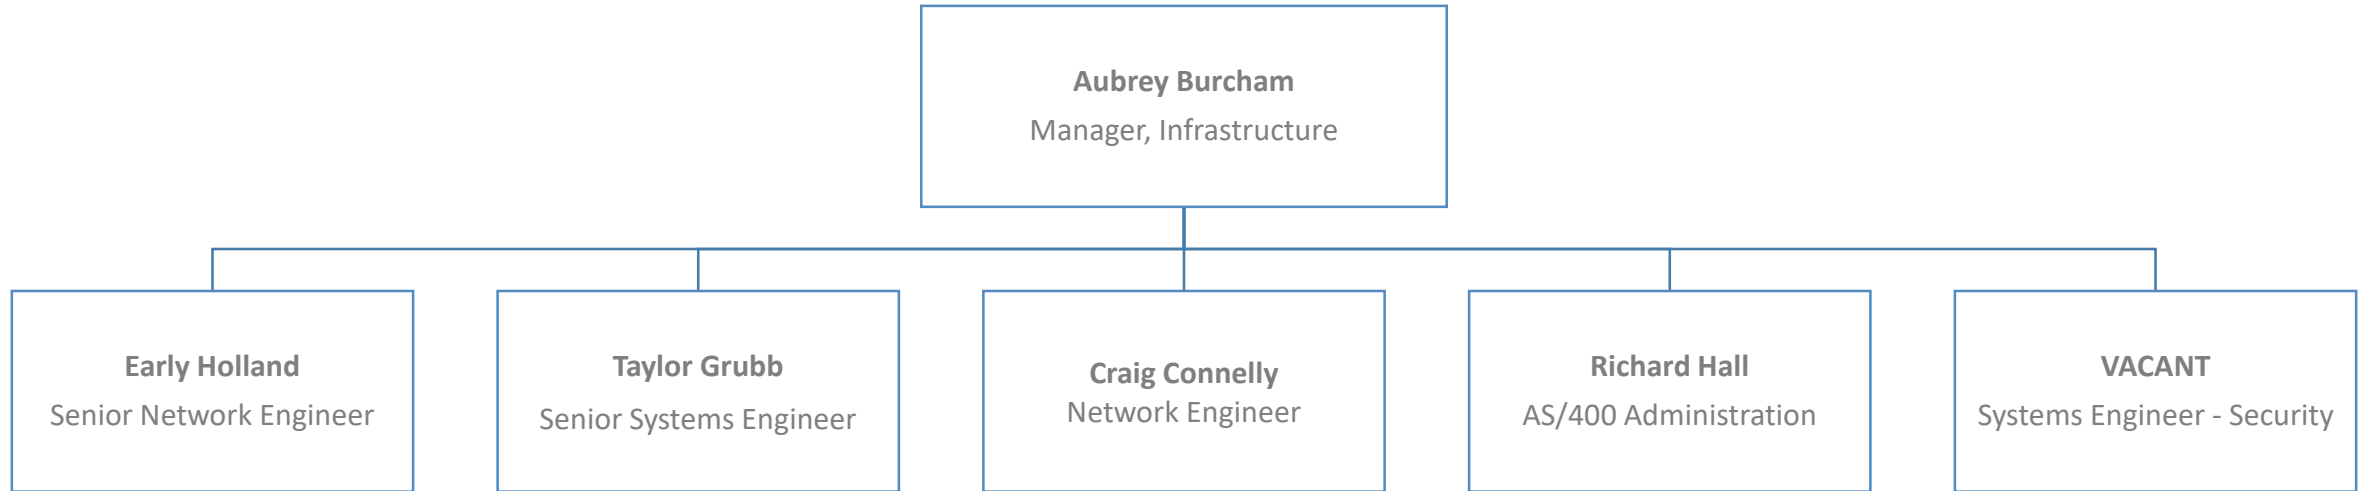 Aubrey Burcham
Manager, Infrastructure
Early Holland
Senior Network Engineer
Taylor Grubb
Senior Systems Engineer
Craig Connelly
Network Engineer
Richard Hall
AS/400 Administration
VACANT
Systems Engineer - Security